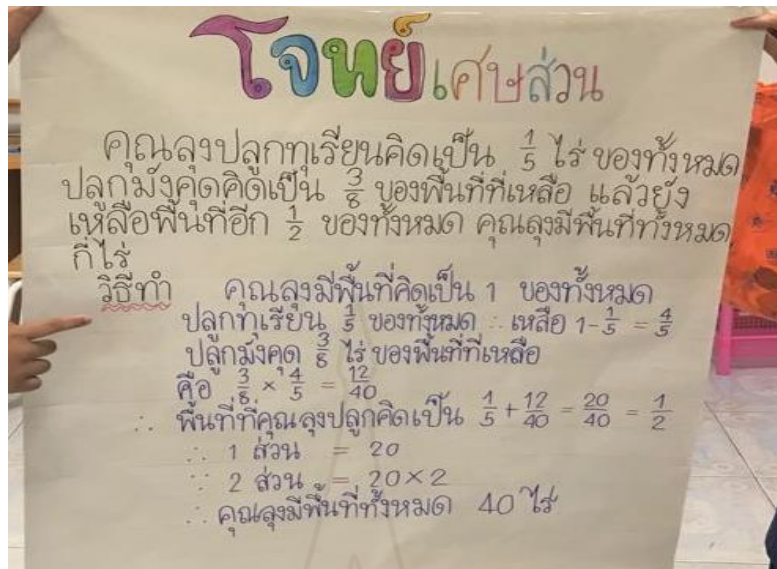 โจทย์เศษส่วน
คุณลุงปลูกทุเรียนคิดเป็น 1/5 ไร่ ของทั้งหมด
ปลูกมังคุดคิดเป็น 3/8 ของพื้นที่ที่เหลือ แล้วยัง
เหลือพื้นที่อีก 1/2 ของทั้งหมด คุณลุงมีพื้นที่ทั้งหมด
กี่ไร่
วิธีทำ คุณลุงมีพื้นที่คิดเป็น 1 ของทั้งหมด
ปลูกทุเรียน 1/5 ของทั้งหมด ∴ เหลือ 1-1/5 = 4/5
ปลูกมังคุด 3/8 ไร่ ของพื้นที่ที่เหลือ
คือ 3/8 × 4/5 = 12/40
∴ พื้นที่ที่คุณลุงปลูกคิดเป็น 1/5 + 12/40 = 20/40 = 1/2
∴ 1 ส่วน = 20
∵ 2 ส่วน = 20×2
∴ คุณลุงมีพื้นที่ทั้งหมด 40 ไร่